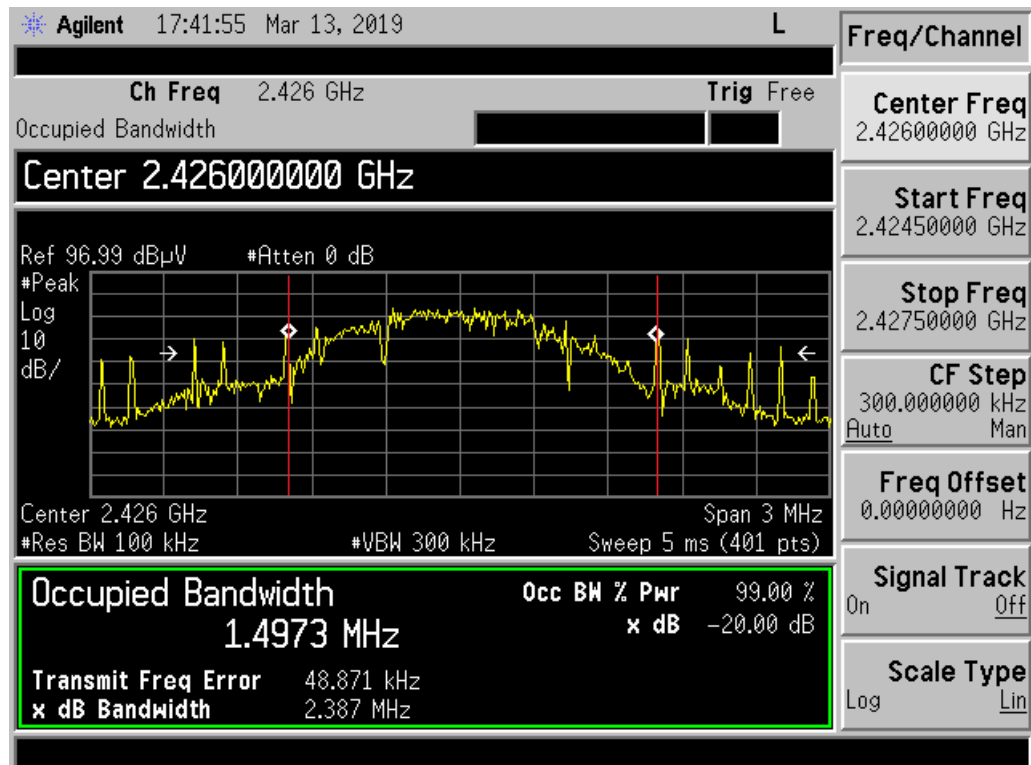 Agilent 17:41:55 Mar 13, 2019 L
Ch Freq 2.426 GHz Trig Free
Occupied Bandwidth
Center 2.426000000 GHz
Ref 96.99 dBµV #Atten 0 dB
#Peak
Log
10
dB/
Center 2.426 GHz Span 3 MHz
#Res BW 100 kHz #VBW 300 kHz Sweep 5 ms (401 pts)
Occupied Bandwidth Occ BW % Pwr 99.00 %
1.4973 MHz x dB -20.00 dB
Transmit Freq Error 48.871 kHz
x dB Bandwidth 2.387 MHz
Freq/Channel
Center Freq
2.42600000 GHz
Start Freq
2.42450000 GHz
Stop Freq
2.42750000 GHz
CF Step
300.000000 kHz
Auto Man
Freq Offset
0.00000000 Hz
Signal Track
On Off
Scale Type
Log Lin